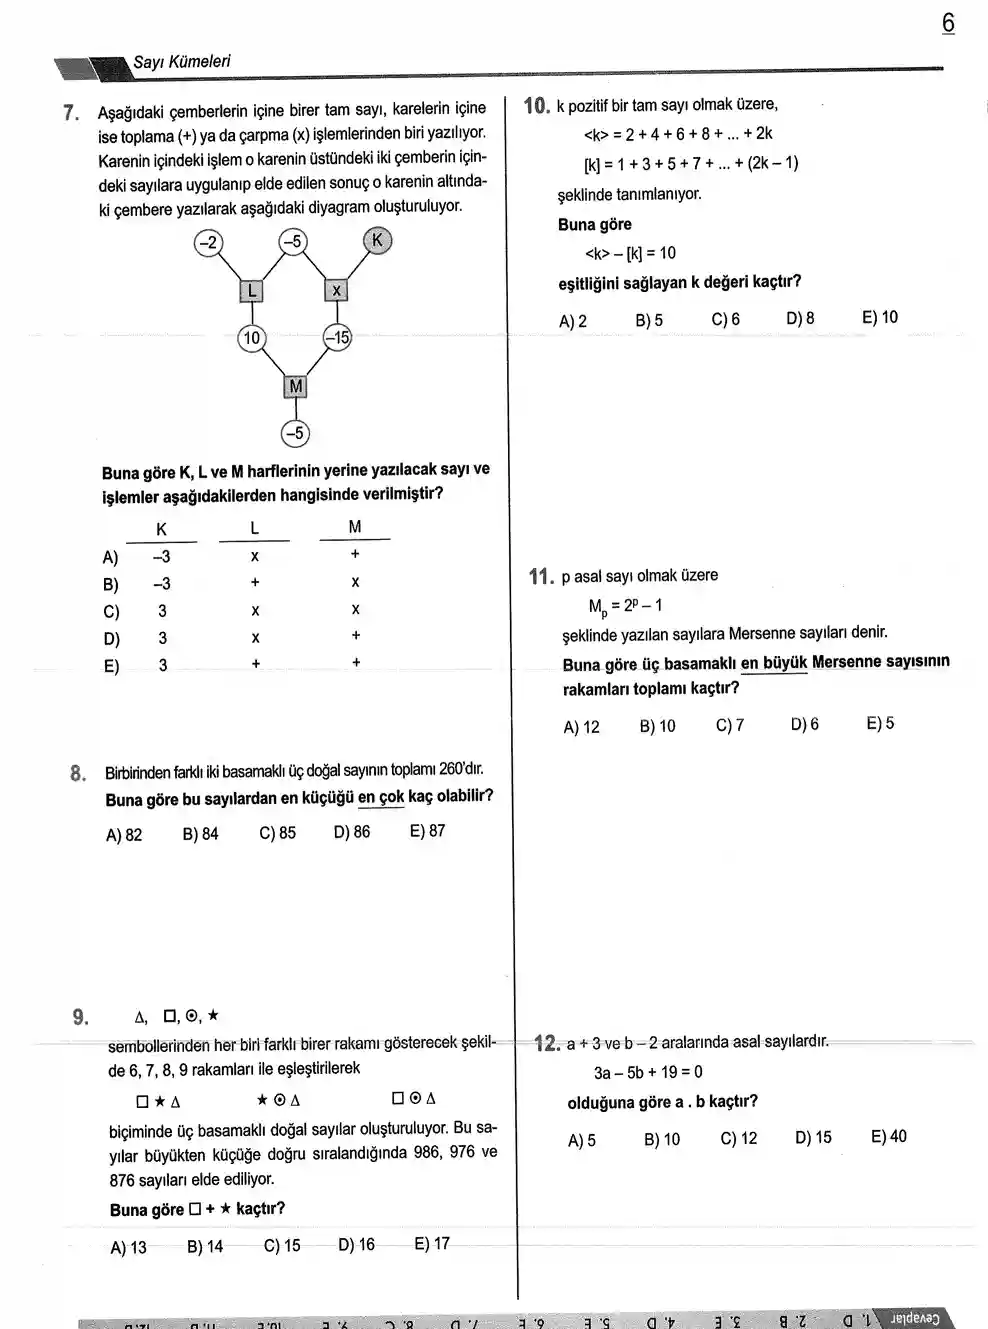 6
Sayı Kümeleri
7. Aşağıdaki çemberlerin içine birer tam sayı, karelerin içine
ise toplama (+) ya da çarpma (x) işlemlerinden biri yazılıyor.
Karenin içindeki işlem o karenin üstündeki iki çemberin için-
deki sayılara uygulanıp elde edilen sonuç o karenin altında-
ki çembere yazılarak aşağıdaki diyagram oluşturuluyor.
–2 –5 K
L x
10 –15
M
–5
Buna göre K, L ve M harflerinin yerine yazılacak sayı ve
işlemler aşağıdakilerden hangisinde verilmiştir?
K L M
A) –3 x +
B) –3 + x
C) 3 x x
D) 3 x +
E) 3 + +
8. Birbirinden farklı iki basamaklı üç doğal sayının toplamı 260'dır.
Buna göre bu sayılardan en küçüğü en çok kaç olabilir?
A) 82 B) 84 C) 85 D) 86 E) 87
9. Δ, □, ⊙, ★
sembollerinden her biri farklı birer rakamı gösterecek şekil-
de 6, 7, 8, 9 rakamları ile eşleştirilerek
□ ★ Δ ★ ⊙ Δ □ ⊙ Δ
biçiminde üç basamaklı doğal sayılar oluşturuluyor. Bu sa-
yılar büyükten küçüğe doğru sıralandığında 986, 976 ve
876 sayıları elde ediliyor.
Buna göre □ + ★ kaçtır?
A) 13 B) 14 C) 15 D) 16 E) 17
10. k pozitif bir tam sayı olmak üzere,
<k> = 2 + 4 + 6 + 8 + ... + 2k
[k] = 1 + 3 + 5 + 7 + ... + (2k – 1)
şeklinde tanımlanıyor.
Buna göre
<k> – [k] = 10
eşitliğini sağlayan k değeri kaçtır?
A) 2 B) 5 C) 6 D) 8 E) 10
11. p asal sayı olmak üzere
Mₚ = 2ᵖ – 1
şeklinde yazılan sayılara Mersenne sayıları denir.
Buna göre üç basamaklı en büyük Mersenne sayısının
rakamları toplamı kaçtır?
A) 12 B) 10 C) 7 D) 6 E) 5
12. a + 3 ve b – 2 aralarında asal sayılardır.
3a – 5b + 19 = 0
olduğuna göre a . b kaçtır?
A) 5 B) 10 C) 12 D) 15 E) 40
Cevaplar 1. D 2. B 3. E 4. D 5. E 6. E 7. D 8. C